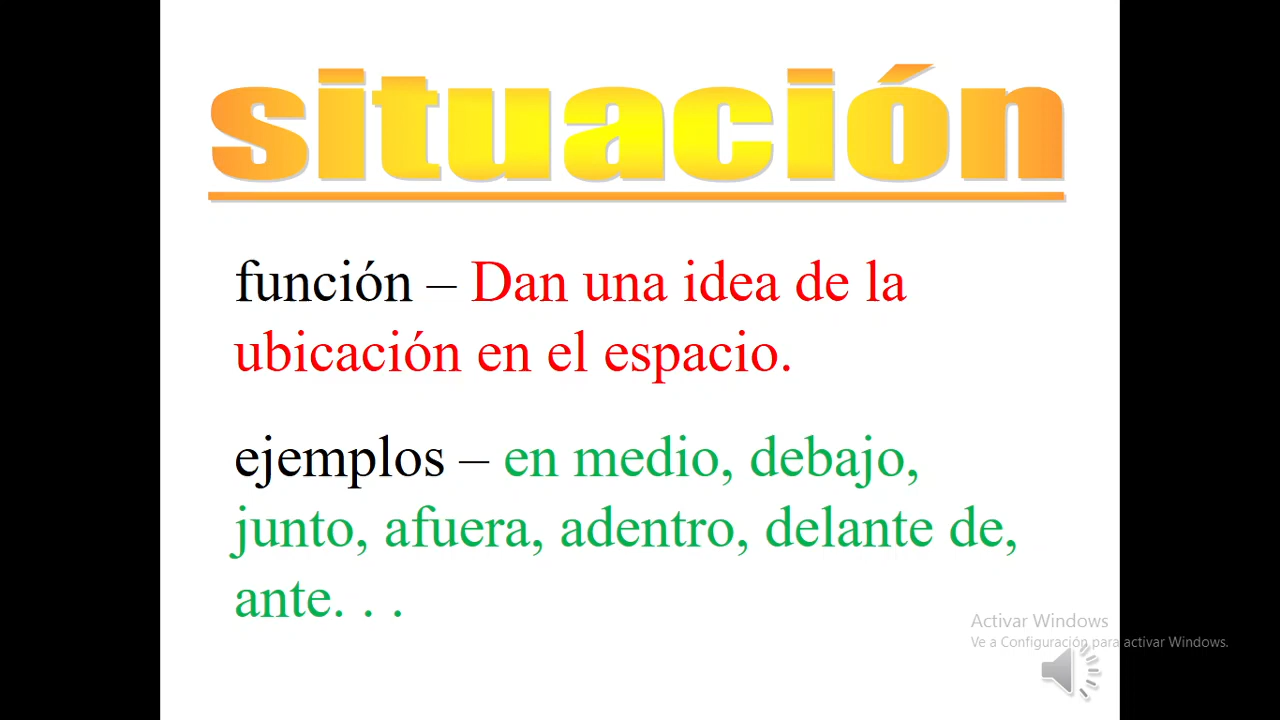 situación
función – Dan una idea de la
ubicación en el espacio.
ejemplos – en medio, debajo,
junto, afuera, adentro, delante de,
ante. . .
Activar Windows
Ve a Configuración para activar Windows.